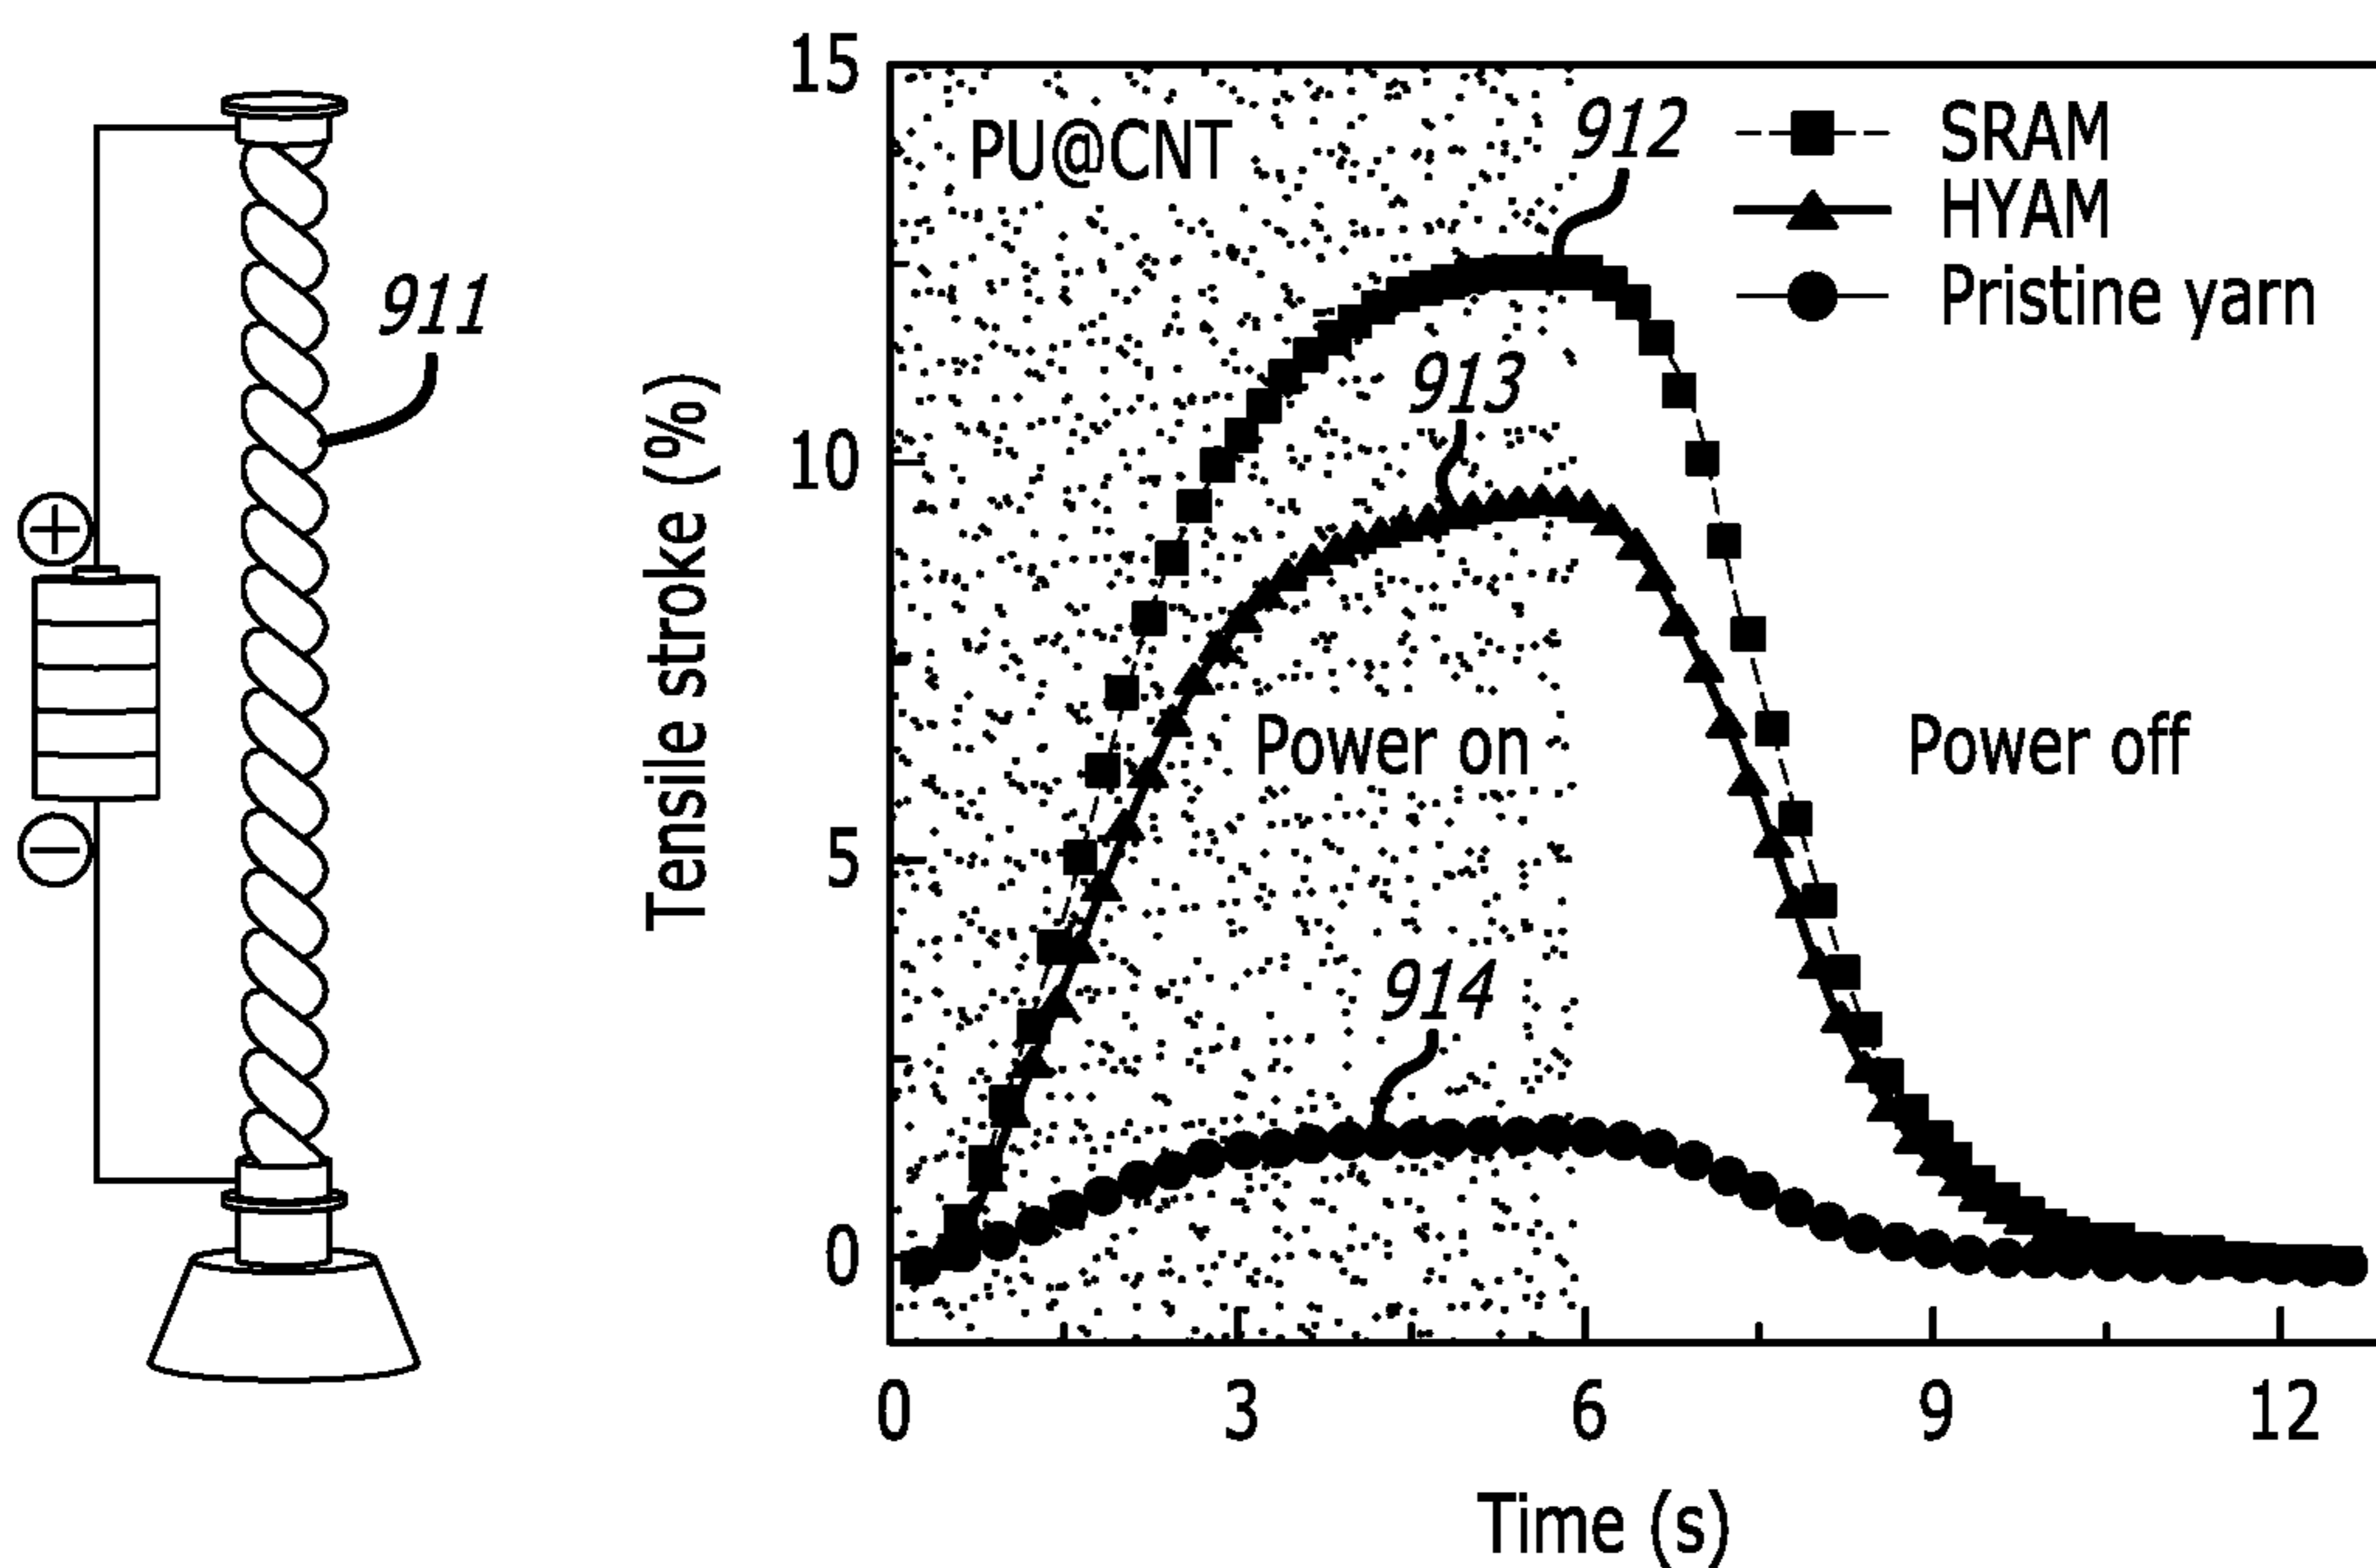 911
+
−
Tensile stroke (%)
15
10
5
0
PU@CNT
912
SRAM
HYAM
Pristine yarn
913
Power on
Power off
914
0 3 6 9 12
Time (s)